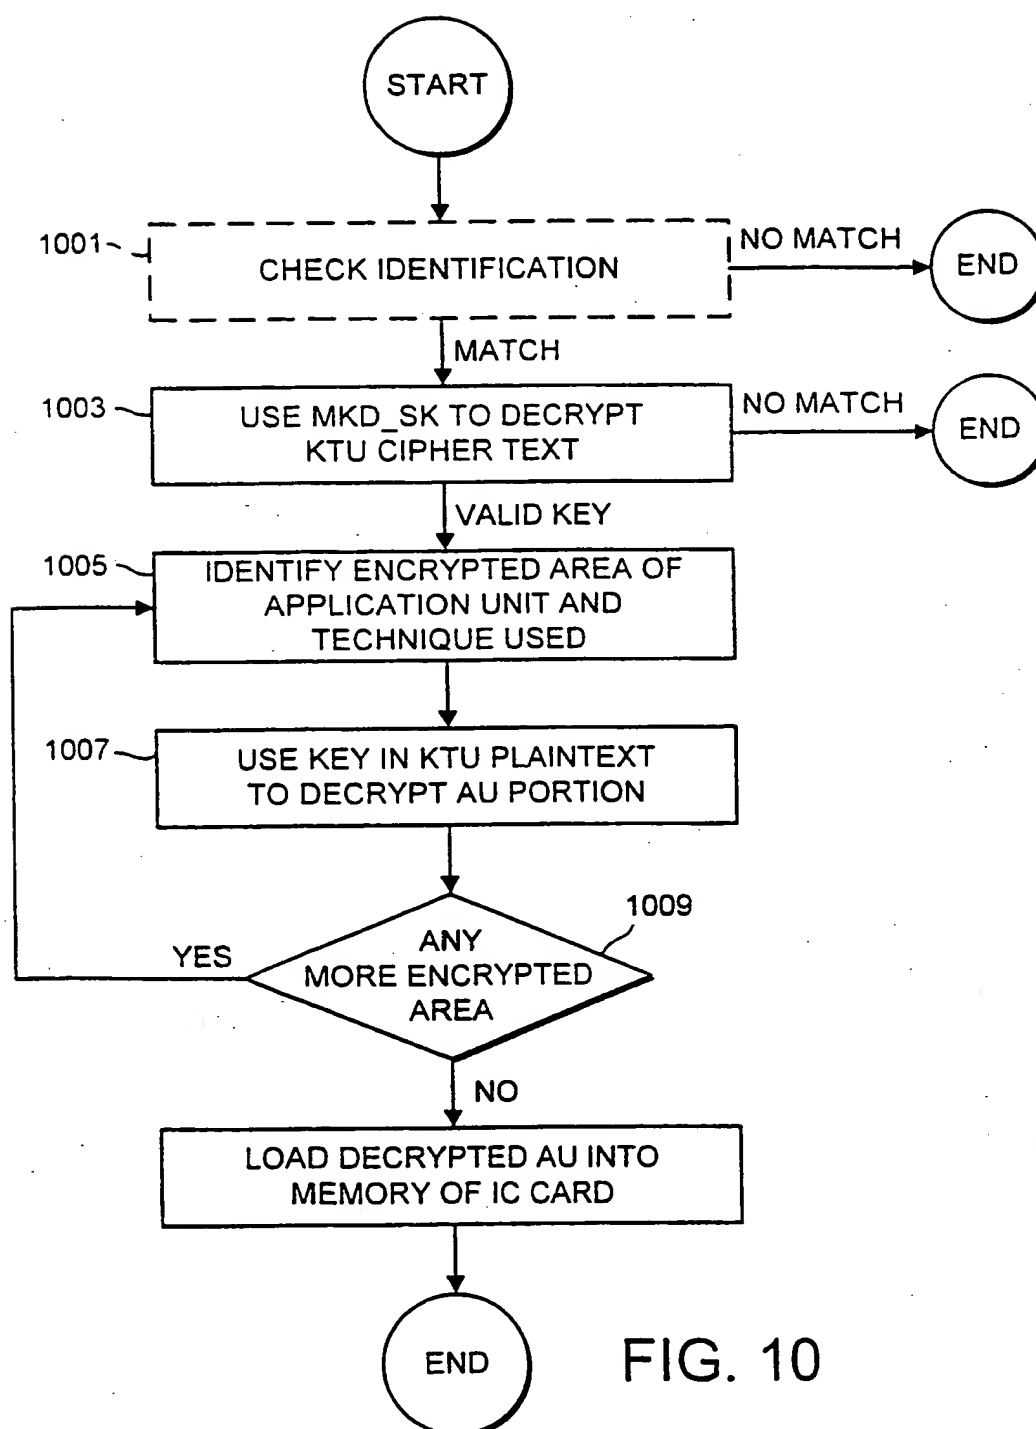 START
1001
CHECK IDENTIFICATION
NO MATCH
END
MATCH
1003
USE MKD_SK TO DECRYPT
KTU CIPHER TEXT
NO MATCH
END
VALID KEY
1005
IDENTIFY ENCRYPTED AREA OF
APPLICATION UNIT AND
TECHNIQUE USED
1007
USE KEY IN KTU PLAINTEXT
TO DECRYPT AU PORTION
1009
ANY
MORE ENCRYPTED
AREA
YES
NO
LOAD DECRYPTED AU INTO
MEMORY OF IC CARD
END
FIG. 10